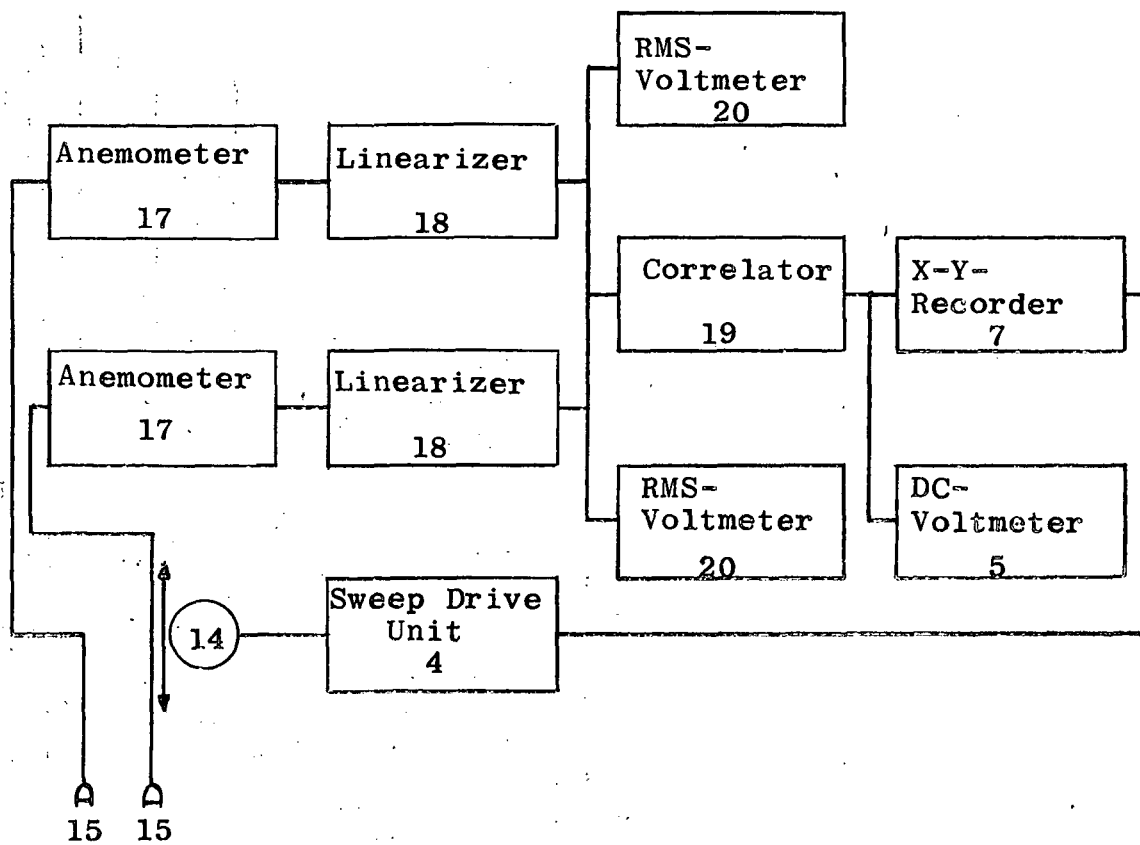 RMS-
Voltmeter
20
Anemometer
17
Linearizer
18
Correlator
19
X-Y-
Recorder
7
Anemometer
17
Linearizer
18
RMS-
Voltmeter
20
DC-
Voltmeter
5
Sweep Drive
Unit
4
14
15
15